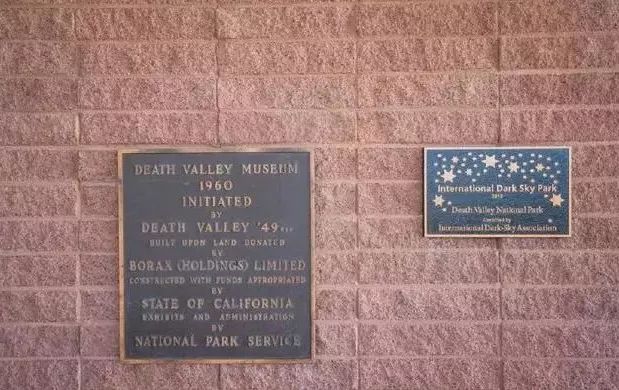 DEATH VALLEY MUSEUM
1960
INITIATED
BY
DEATH VALLEY '49ERS
BUILT UPON LAND DONATED
BY
BORAX (HOLDINGS) LIMITED
CONSTRUCTED WITH FUNDS APPROPRIATED
BY
STATE OF CALIFORNIA
EXHIBITS AND ADMINISTRATION
BY
NATIONAL PARK SERVICE
International Dark Sky Park
Death Valley National Park
International Dark-Sky Association